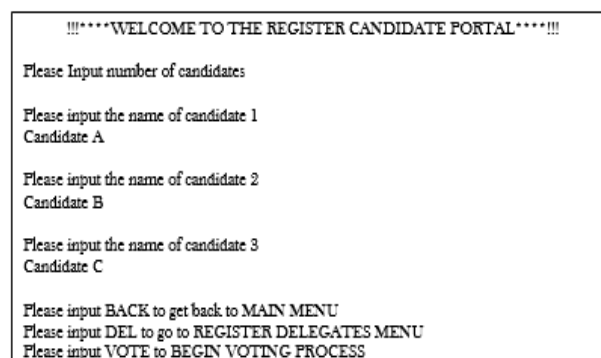 !!!****WELCOME TO THE REGISTER CANDIDATE PORTAL****!!!
Please Input number of candidates
Please input the name of candidate 1
Candidate A
Please input the name of candidate 2
Candidate B
Please input the name of candidate 3
Candidate C
Please input BACK to get back to MAIN MENU
Please input DEL to go to REGISTER DELEGATES MENU
Please input VOTE to BEGIN VOTING PROCESS